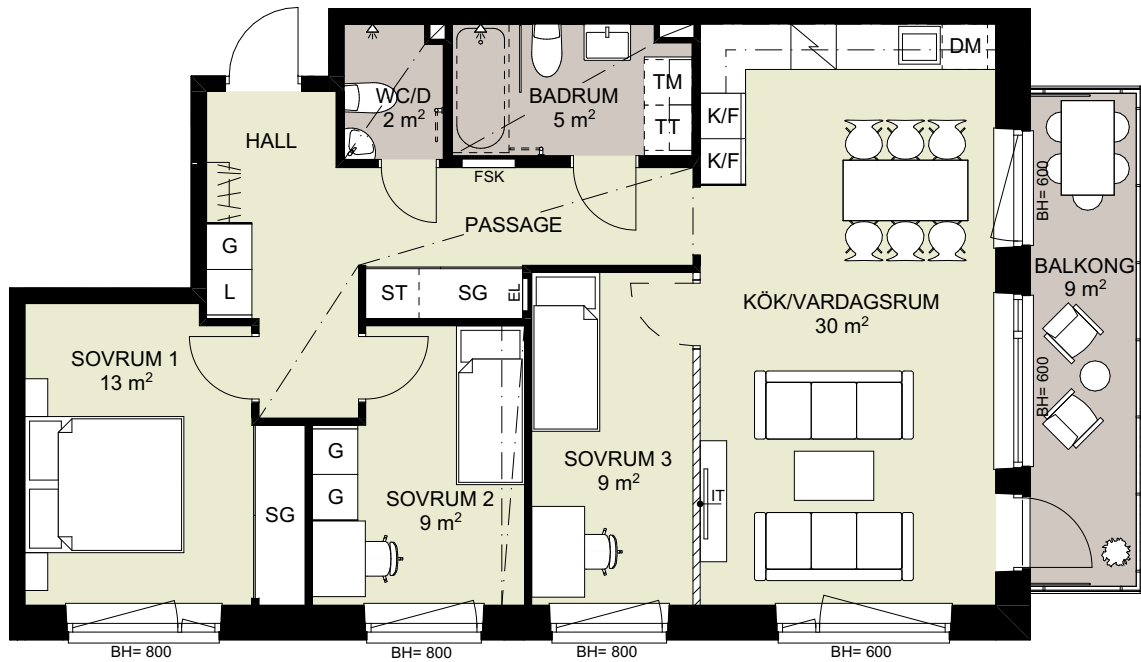 WC/D
2 m²
BADRUM
5 m²
TM
TT
DM
K/F
K/F
HALL
FSK
PASSAGE
G
L
ST
SG
EL
KÖK/VARDAGSRUM
30 m²
BH= 600
BALKONG
9 m²
BH= 600
SOVRUM 1
13 m²
SG
G
G
SOVRUM 2
9 m²
SOVRUM 3
9 m²
IT
BH= 800
BH= 800
BH= 800
BH= 600